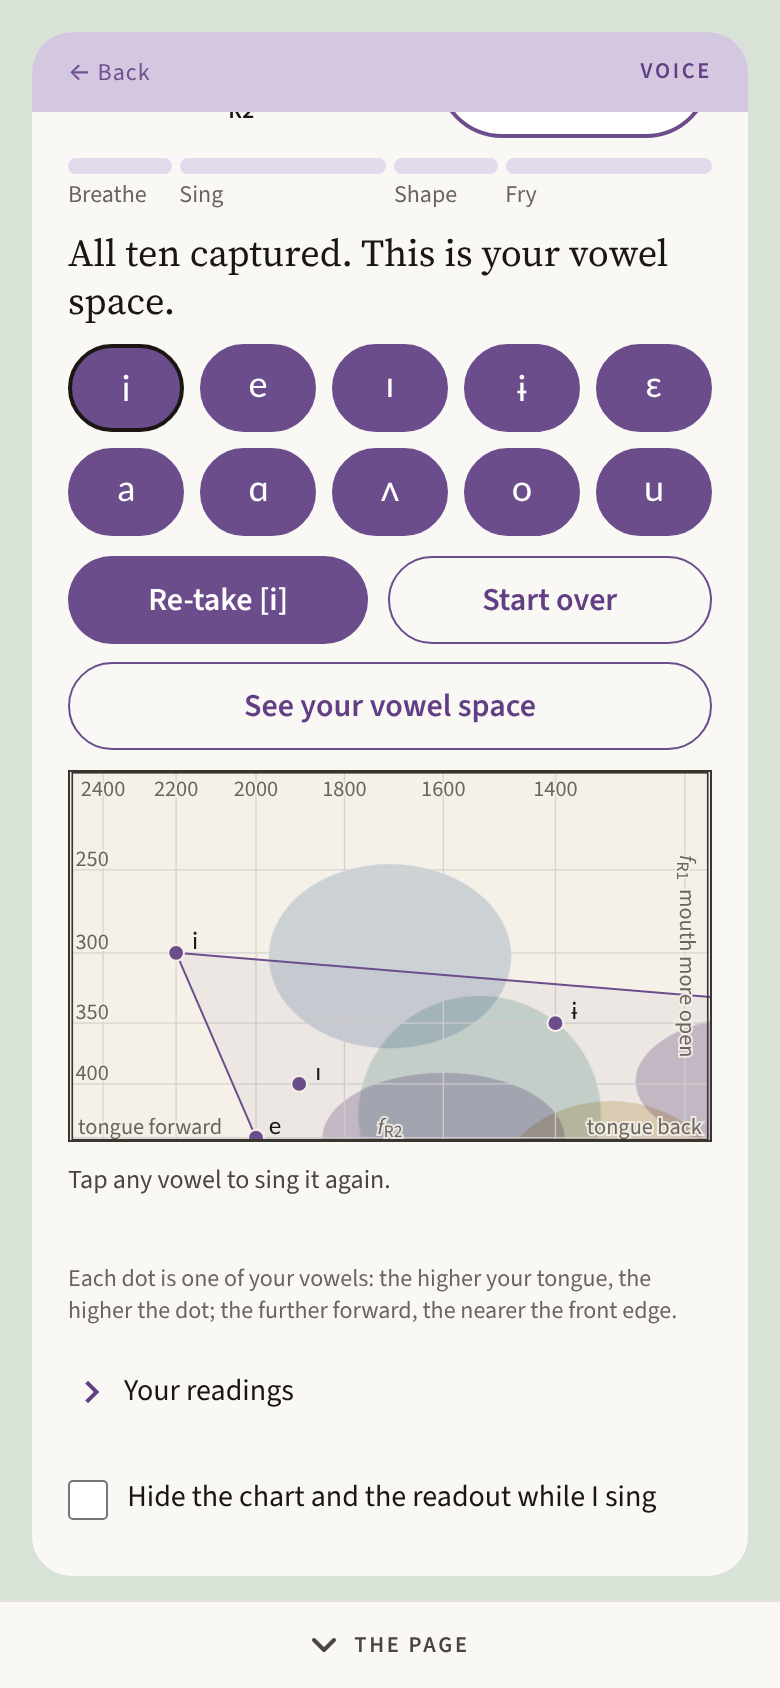 ← Back
VOICE
R2
Breathe Sing Shape Fry
All ten captured. This is your vowel
space.
i e ɪ ɨ ɛ
a ɑ ʌ o u
Re-take [i] Start over
See your vowel space
2400 2200 2000 1800 1600 1400
250
300
350
400
i
ɨ
ɪ
e
fR1 mouth more open
tongue forward fR2 tongue back
Tap any vowel to sing it again.
Each dot is one of your vowels: the higher your tongue, the
higher the dot; the further forward, the nearer the front edge.
Your readings
Hide the chart and the readout while I sing
THE PAGE